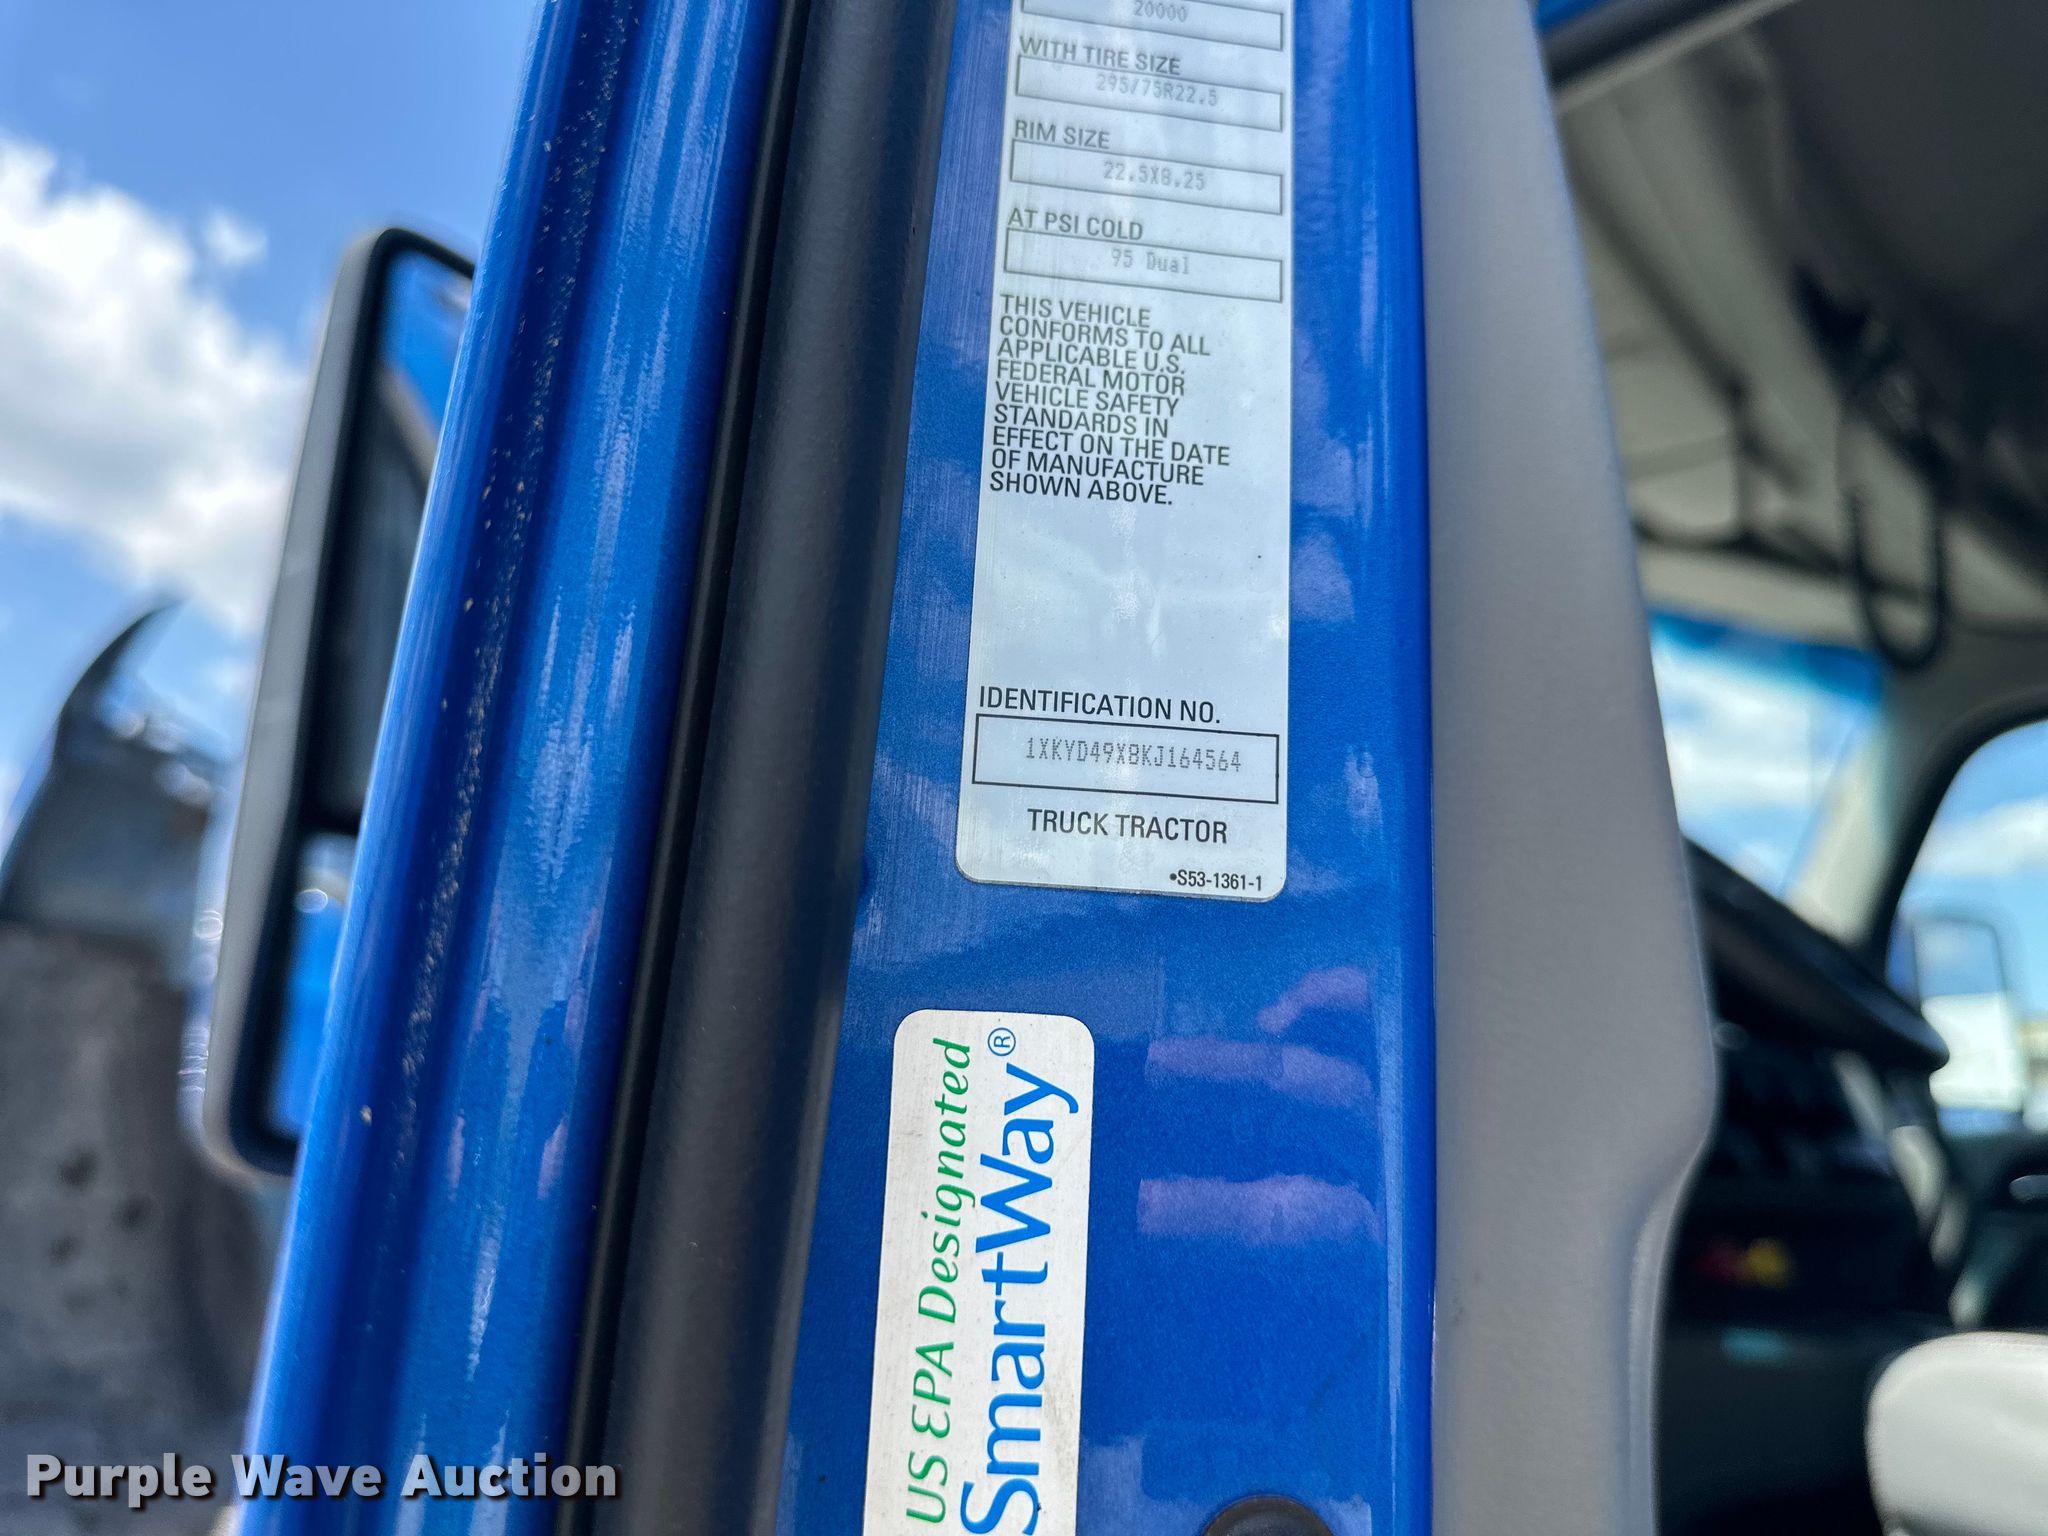 20000
WITH TIRE SIZE
295/75R22.5
RIM SIZE
22.5X8.25
AT PSI COLD
95 Dual
THIS VEHICLE
CONFORMS TO ALL
APPLICABLE U.S.
FEDERAL MOTOR
VEHICLE SAFETY
STANDARDS IN
EFFECT ON THE DATE
OF MANUFACTURE
SHOWN ABOVE.
IDENTIFICATION NO.
1XKYD49X8KJ164564
TRUCK TRACTOR
•S53-1361-1
US EPA Designated
SmartWay®
Purple Wave Auction